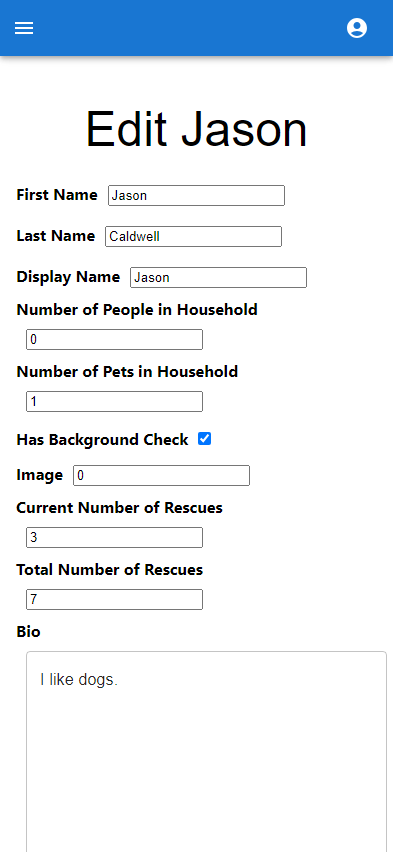 Edit Jason
First Name Jason
Last Name Caldwell
Display Name Jason
Number of People in Household
0
Number of Pets in Household
1
Has Background Check
Image 0
Current Number of Rescues
3
Total Number of Rescues
7
Bio
I like dogs.